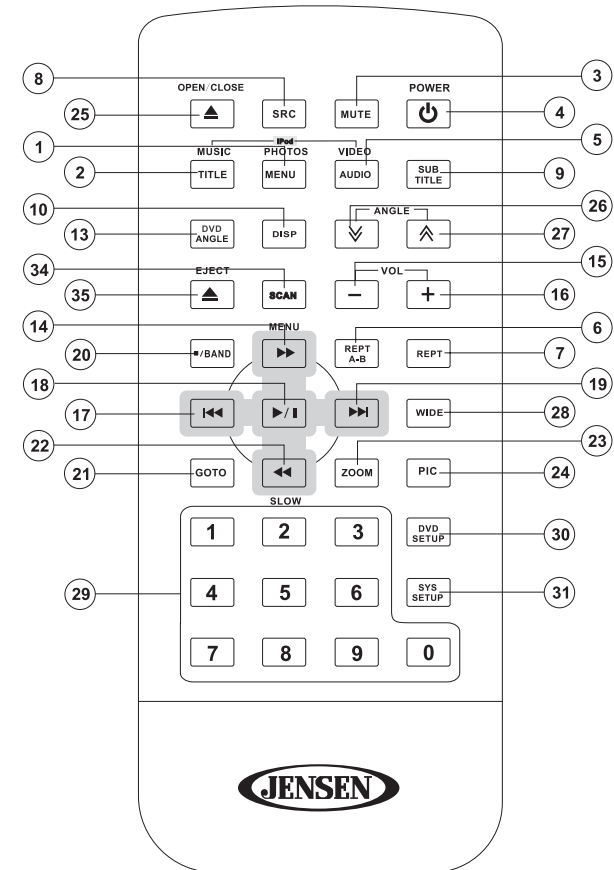 8
3
OPEN/CLOSE
POWER
25
SRC
MUTE
4
1
iPod
5
MUSIC
PHOTOS
VIDEO
2
TITLE
MENU
AUDIO
SUB
TITLE
9
10
26
ANGLE
13
DVD
ANGLE
DISP
27
34
15
EJECT
VOL
35
SCAN
−
+
16
14
MENU
6
20
■/BAND
▶▶
REPT
A-B
REPT
7
18
19
17
I◀◀
▶/II
▶▶I
WIDE
28
22
23
21
GOTO
◀◀
ZOOM
PIC
24
SLOW
1
2
3
DVD
SETUP
30
29
4
5
6
SYS
SETUP
31
7
8
9
0
JENSEN